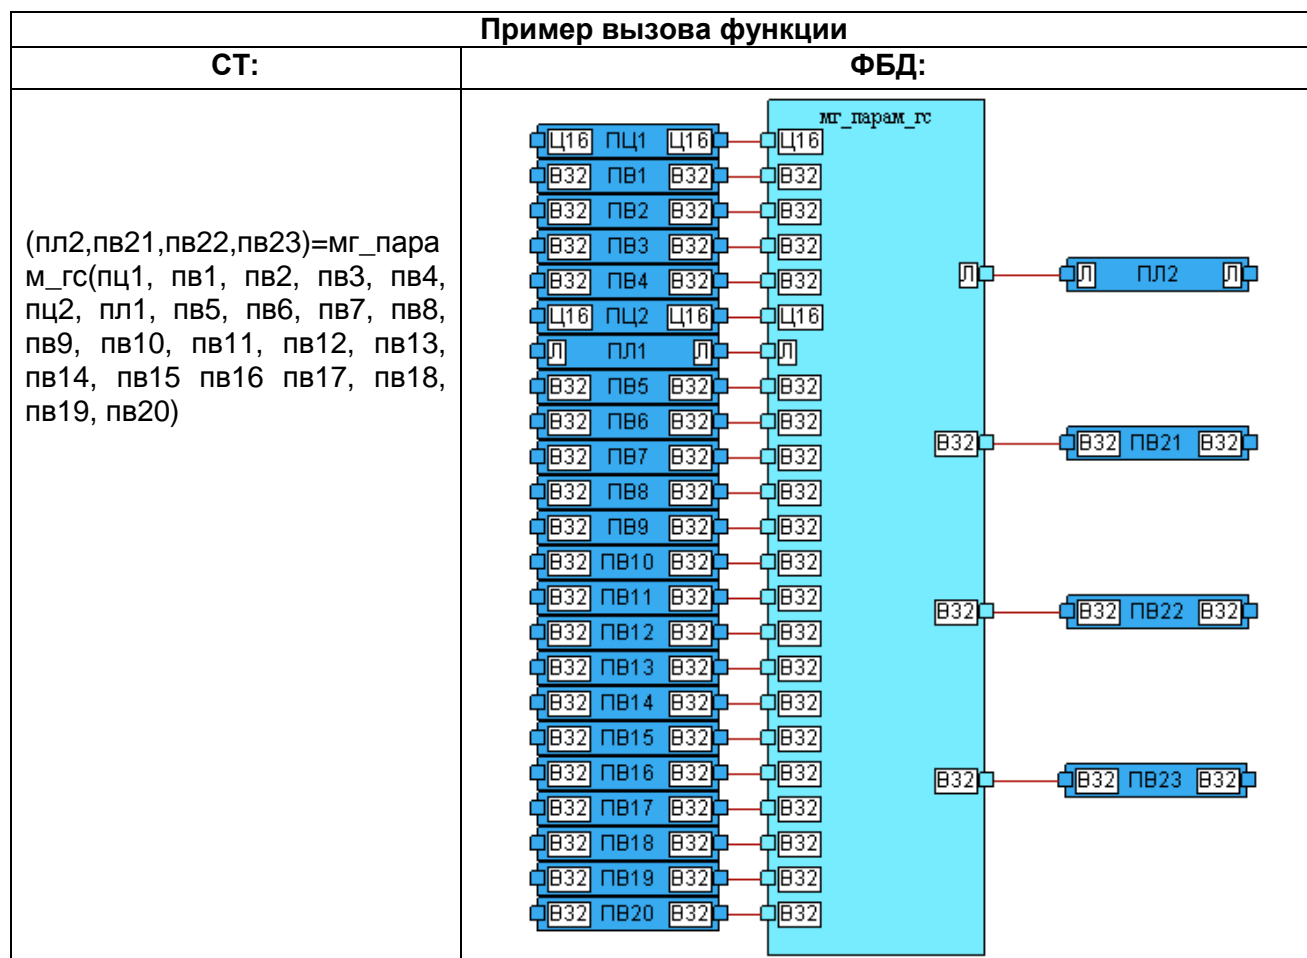 Пример вызова функции
СТ:
ФБД:
(пл2,пв21,пв22,пв23)=мг_пара
м_гс(пц1, пв1, пв2, пв3, пв4,
пц2, пл1, пв5, пв6, пв7, пв8,
пв9, пв10, пв11, пв12, пв13,
пв14, пв15 пв16 пв17, пв18,
пв19, пв20)
мг_парам_гс
Ц16 ПЦ1 Ц16 Ц16
В32 ПВ1 В32 В32
В32 ПВ2 В32 В32
В32 ПВ3 В32 В32
В32 ПВ4 В32 В32
Ц16 ПЦ2 Ц16 Ц16
Л ПЛ1 Л Л
В32 ПВ5 В32 В32
В32 ПВ6 В32 В32
В32 ПВ7 В32 В32
В32 ПВ8 В32 В32
В32 ПВ9 В32 В32
В32 ПВ10 В32 В32
В32 ПВ11 В32 В32
В32 ПВ12 В32 В32
В32 ПВ13 В32 В32
В32 ПВ14 В32 В32
В32 ПВ15 В32 В32
В32 ПВ16 В32 В32
В32 ПВ17 В32 В32
В32 ПВ18 В32 В32
В32 ПВ19 В32 В32
В32 ПВ20 В32 В32
Л Л ПЛ2 Л
В32 В32 ПВ21 В32
В32 В32 ПВ22 В32
В32 В32 ПВ23 В32